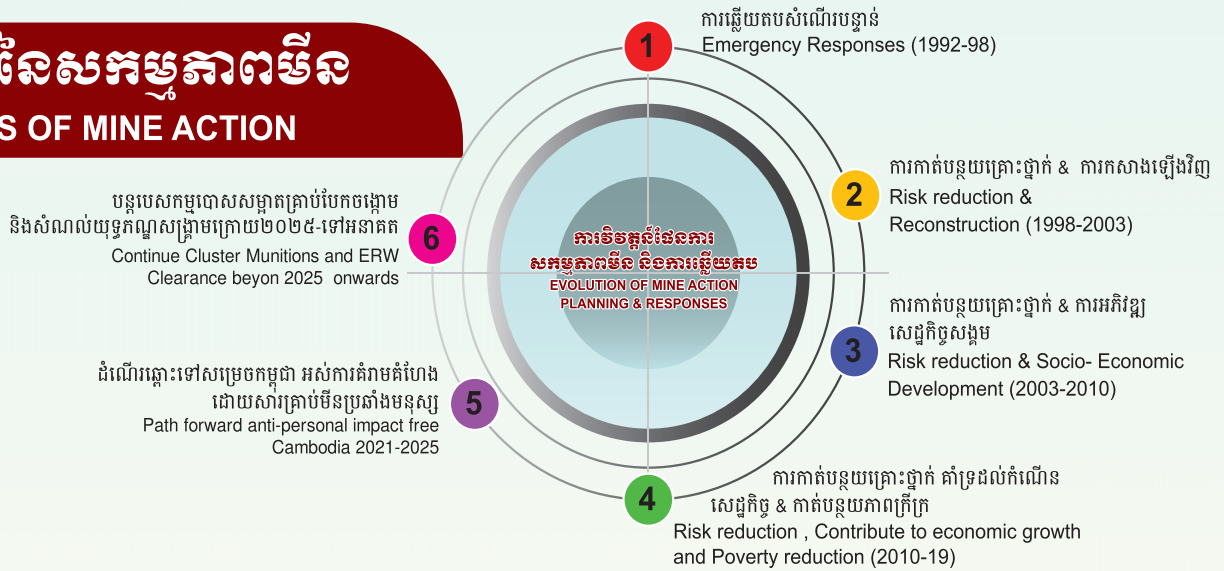 នៃសកម្មភាពមីន
S OF MINE ACTION
1
ការឆ្លើយតបសំណើរបន្ទាន់
Emergency Responses (1992-98)
2
ការកាត់បន្ថយគ្រោះថ្នាក់ & ការកសាងឡើងវិញ
Risk reduction &
Reconstruction (1998-2003)
3
ការកាត់បន្ថយគ្រោះថ្នាក់ & ការអភិវឌ្ឍ
សេដ្ឋកិច្ចសង្គម
Risk reduction & Socio- Economic
Development (2003-2010)
4
ការកាត់បន្ថយគ្រោះថ្នាក់ គាំទ្រដល់កំណើន
សេដ្ឋកិច្ច & កាត់បន្ថយភាពក្រីក្រ
Risk reduction , Contribute to economic growth
and Poverty reduction (2010-19)
5
ដំណើរឆ្ពោះទៅសម្រេចកម្ពុជា អស់ការគំរាមគំហែង
ដោយសារគ្រាប់មីនប្រឆាំងមនុស្ស
Path forward anti-personal impact free
Cambodia 2021-2025
6
បន្តបេសកម្មបោសសម្អាតគ្រាប់បែកចង្កោម
និងសំណល់យុទ្ធភណ្ឌសង្គ្រាមក្រោយ២០២៥-ទៅអនាគត
Continue Cluster Munitions and ERW
Clearance beyon 2025 onwards
ការវិវត្តន៍ផែនការ
សកម្មភាពមីន និងការឆ្លើយតប
EVOLUTION OF MINE ACTION
PLANNING & RESPONSES